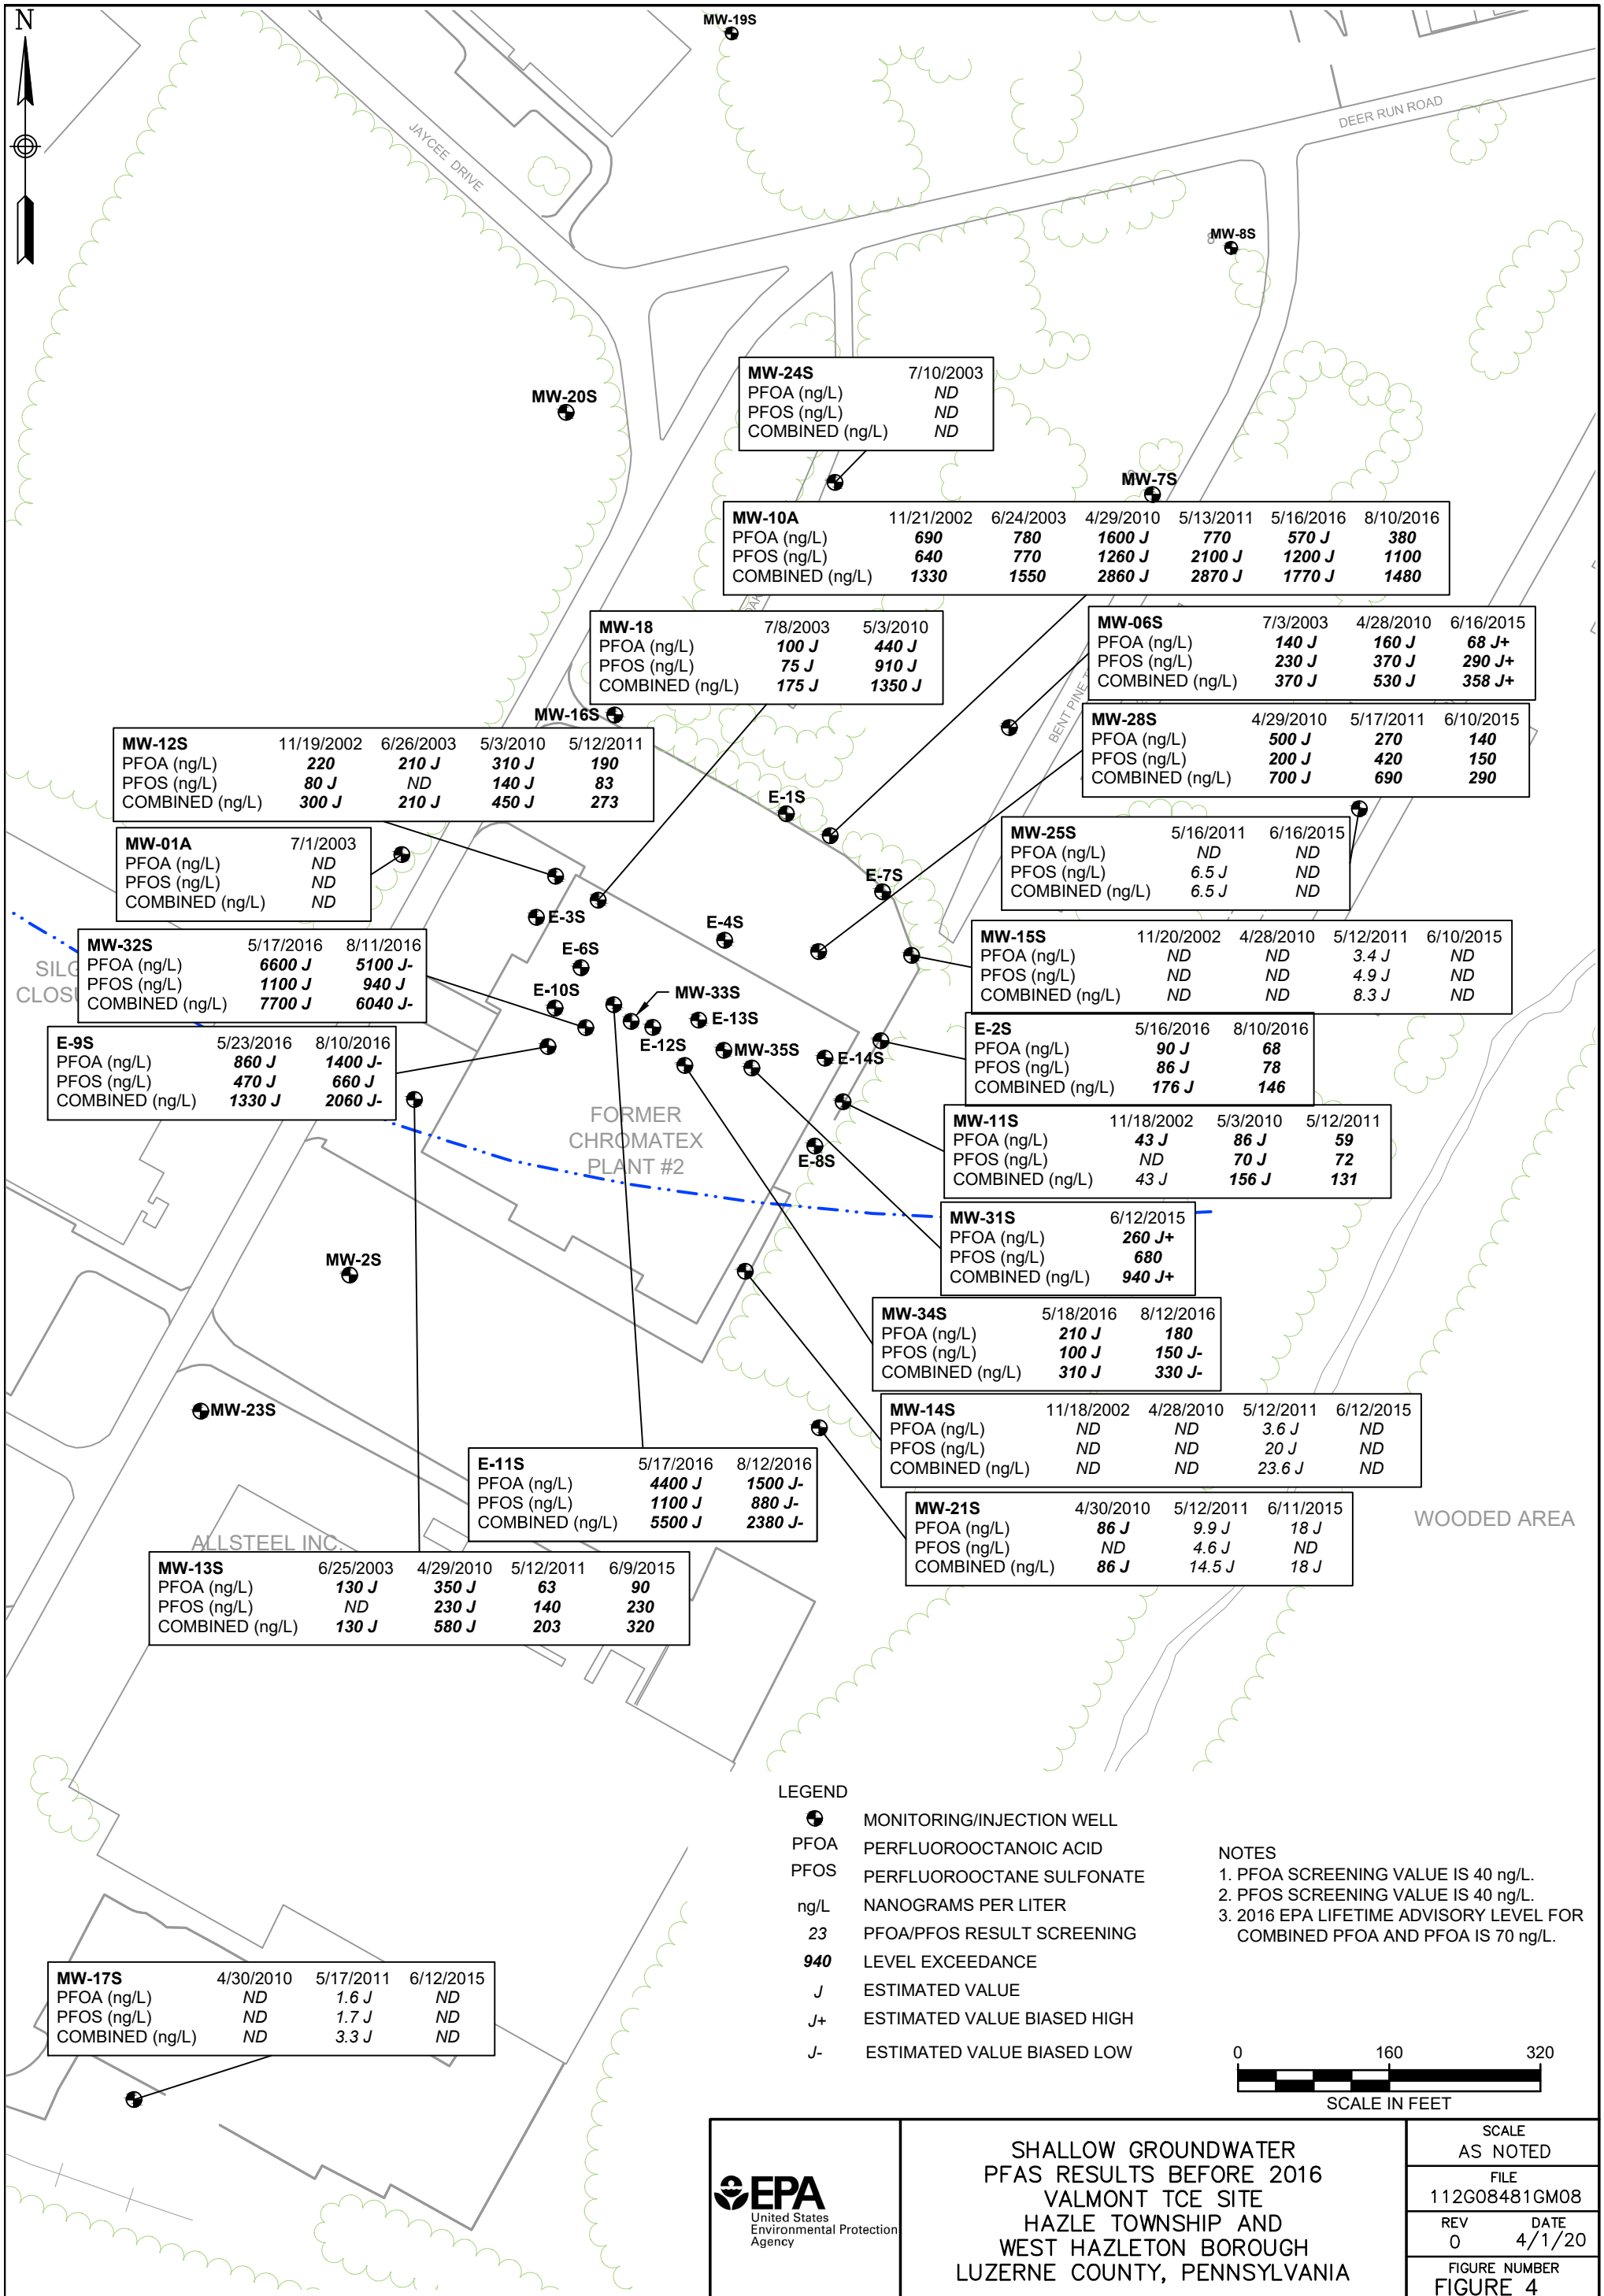 N
MW-19S
JAYCEE DRIVE
DEER RUN ROAD
MW-8S
MW-20S
MW-24S 7/10/2003
PFOA (ng/L) ND
PFOS (ng/L) ND
COMBINED (ng/L) ND
MW-7S
MW-10A 11/21/2002 6/24/2003 4/29/2010 5/13/2011 5/16/2016 8/10/2016
PFOA (ng/L) 690 780 1600 J 770 570 J 380
PFOS (ng/L) 640 770 1260 J 2100 J 1200 J 1100
COMBINED (ng/L) 1330 1550 2860 J 2870 J 1770 J 1480
MW-18 7/8/2003 5/3/2010
PFOA (ng/L) 100 J 440 J
PFOS (ng/L) 75 J 910 J
COMBINED (ng/L) 175 J 1350 J
MW-06S 7/3/2003 4/28/2010 6/16/2015
PFOA (ng/L) 140 J 160 J 68 J+
PFOS (ng/L) 230 J 370 J 290 J+
COMBINED (ng/L) 370 J 530 J 358 J+
BENT PINE
MW-16S
MW-28S 4/29/2010 5/17/2011 6/10/2015
PFOA (ng/L) 500 J 270 140
PFOS (ng/L) 200 J 420 150
COMBINED (ng/L) 700 J 690 290
MW-12S 11/19/2002 6/26/2003 5/3/2010 5/12/2011
PFOA (ng/L) 220 210 J 310 J 190
PFOS (ng/L) 80 J ND 140 J 83
COMBINED (ng/L) 300 J 210 J 450 J 273
E-1S
MW-25S 5/16/2011 6/16/2015
PFOA (ng/L) ND ND
PFOS (ng/L) 6.5 J ND
COMBINED (ng/L) 6.5 J ND
MW-01A 7/1/2003
PFOA (ng/L) ND
PFOS (ng/L) ND
COMBINED (ng/L) ND
E-7S
E-3S
E-4S
MW-15S 11/20/2002 4/28/2010 5/12/2011 6/10/2015
PFOA (ng/L) ND ND 3.4 J ND
PFOS (ng/L) ND ND 4.9 J ND
COMBINED (ng/L) ND ND 8.3 J ND
MW-32S 5/17/2016 8/11/2016
PFOA (ng/L) 6600 J 5100 J-
PFOS (ng/L) 1100 J 940 J
COMBINED (ng/L) 7700 J 6040 J-
E-6S
E-10S
MW-33S
E-13S
E-12S
MW-35S
E-14S
E-9S 5/23/2016 8/10/2016
PFOA (ng/L) 860 J 1400 J-
PFOS (ng/L) 470 J 660 J
COMBINED (ng/L) 1330 J 2060 J-
E-2S 5/16/2016 8/10/2016
PFOA (ng/L) 90 J 68
PFOS (ng/L) 86 J 78
COMBINED (ng/L) 176 J 146
FORMER
CHROMATEX
PLANT #2
E-8S
MW-11S 11/18/2002 5/3/2010 5/12/2011
PFOA (ng/L) 43 J 86 J 59
PFOS (ng/L) ND 70 J 72
COMBINED (ng/L) 43 J 156 J 131
MW-31S 6/12/2015
PFOA (ng/L) 260 J+
PFOS (ng/L) 680
COMBINED (ng/L) 940 J+
MW-2S
MW-34S 5/18/2016 8/12/2016
PFOA (ng/L) 210 J 180
PFOS (ng/L) 100 J 150 J-
COMBINED (ng/L) 310 J 330 J-
MW-23S
MW-14S 11/18/2002 4/28/2010 5/12/2011 6/12/2015
PFOA (ng/L) ND ND 3.6 J ND
PFOS (ng/L) ND ND 20 J ND
COMBINED (ng/L) ND ND 23.6 J ND
E-11S 5/17/2016 8/12/2016
PFOA (ng/L) 4400 J 1500 J-
PFOS (ng/L) 1100 J 880 J-
COMBINED (ng/L) 5500 J 2380 J-
MW-21S 4/30/2010 5/12/2011 6/11/2015
PFOA (ng/L) 86 J 9.9 J 18 J
PFOS (ng/L) ND 4.6 J ND
COMBINED (ng/L) 86 J 14.5 J 18 J
WOODED AREA
ALLSTEEL INC.
MW-13S 6/25/2003 4/29/2010 5/12/2011 6/9/2015
PFOA (ng/L) 130 J 350 J 63 90
PFOS (ng/L) ND 230 J 140 230
COMBINED (ng/L) 130 J 580 J 203 320
LEGEND
MONITORING/INJECTION WELL
PFOA PERFLUOROOCTANOIC ACID
PFOS PERFLUOROOCTANE SULFONATE
ng/L NANOGRAMS PER LITER
23 PFOA/PFOS RESULT SCREENING
940 LEVEL EXCEEDANCE
J ESTIMATED VALUE
J+ ESTIMATED VALUE BIASED HIGH
J- ESTIMATED VALUE BIASED LOW
NOTES
1. PFOA SCREENING VALUE IS 40 ng/L.
2. PFOS SCREENING VALUE IS 40 ng/L.
3. 2016 EPA LIFETIME ADVISORY LEVEL FOR
COMBINED PFOA AND PFOA IS 70 ng/L.
MW-17S 4/30/2010 5/17/2011 6/12/2015
PFOA (ng/L) ND 1.6 J ND
PFOS (ng/L) ND 1.7 J ND
COMBINED (ng/L) ND 3.3 J ND
0 160 320
SCALE IN FEET
EPA
United States
Environmental Protection
Agency
SHALLOW GROUNDWATER
PFAS RESULTS BEFORE 2016
VALMONT TCE SITE
HAZLE TOWNSHIP AND
WEST HAZLETON BOROUGH
LUZERNE COUNTY, PENNSYLVANIA
SCALE
AS NOTED
FILE
112G08481GM08
REV DATE
0 4/1/20
FIGURE NUMBER
FIGURE 4